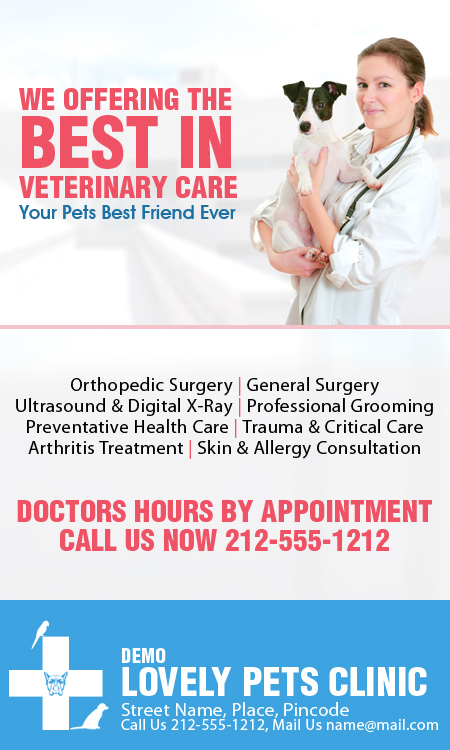 WE OFFERING THE
BEST IN
VETERINARY CARE
Your Pets Best Friend Ever
Orthopedic Surgery | General Surgery
Ultrasound & Digital X-Ray | Professional Grooming
Preventative Health Care | Trauma & Critical Care
Arthritis Treatment | Skin & Allergy Consultation
DOCTORS HOURS BY APPOINTMENT
CALL US NOW 212-555-1212
DEMO
LOVELY PETS CLINIC
Street Name, Place, Pincode
Call Us 212-555-1212, Mail Us name@mail.com